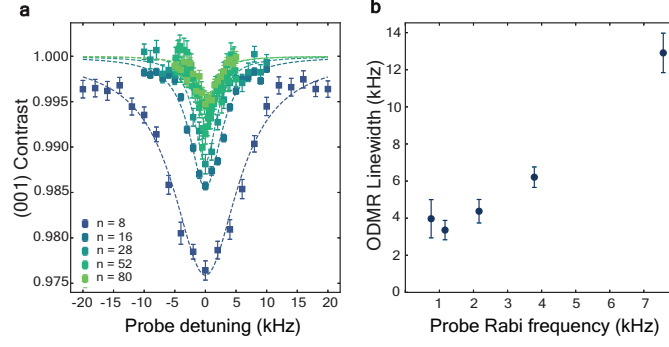 a
(001) Contrast
1.000
0.995
0.990
0.985
0.980
0.975
n = 8
n = 16
n = 28
n = 52
n = 80
-20 -15 -10 -5 0 5 10 15 20
Probe detuning (kHz)
b
ODMR Linewidth (kHz)
14
12
10
8
6
4
2
0
1 2 3 4 5 6 7
Probe Rabi frequency (kHz)